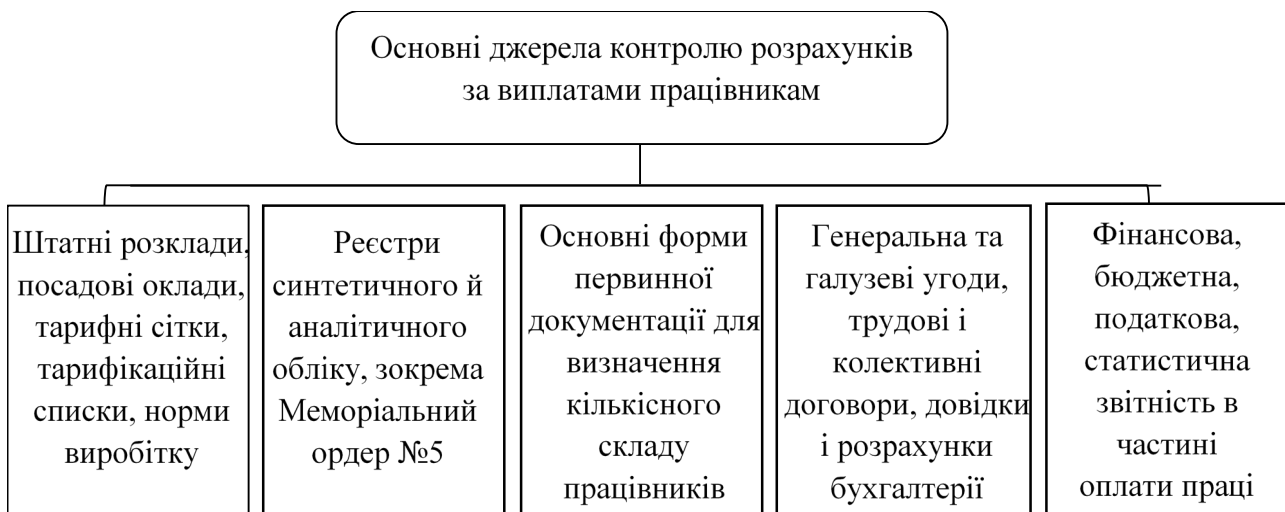 Основні джерела контролю розрахунків
за виплатами працівникам
Штатні розклади,
посадові оклади,
тарифні сітки,
тарифікаційні
списки, норми
виробітку
Реєстри
синтетичного й
аналітичного
обліку, зокрема
Меморіальний
ордер №5
Основні форми
первинної
документації для
визначення
кількісного
складу
працівників
Генеральна та
галузеві угоди,
трудові і
колективні
договори, довідки
і розрахунки
бухгалтерії
Фінансова,
бюджетна,
податкова,
статистична
звітність в
частині
оплати праці